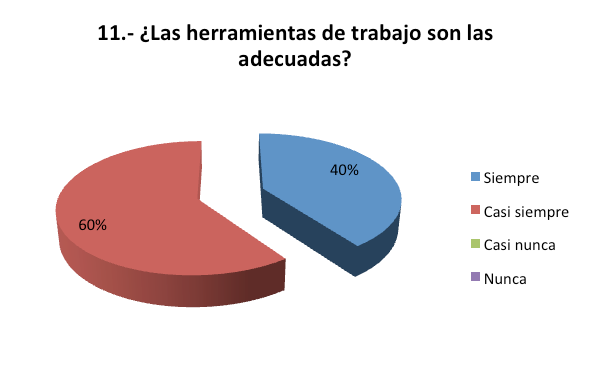 11.- ¿Las herramientas de trabajo son las
adecuadas?
40%
60%
Siempre
Casi siempre
Casi nunca
Nunca